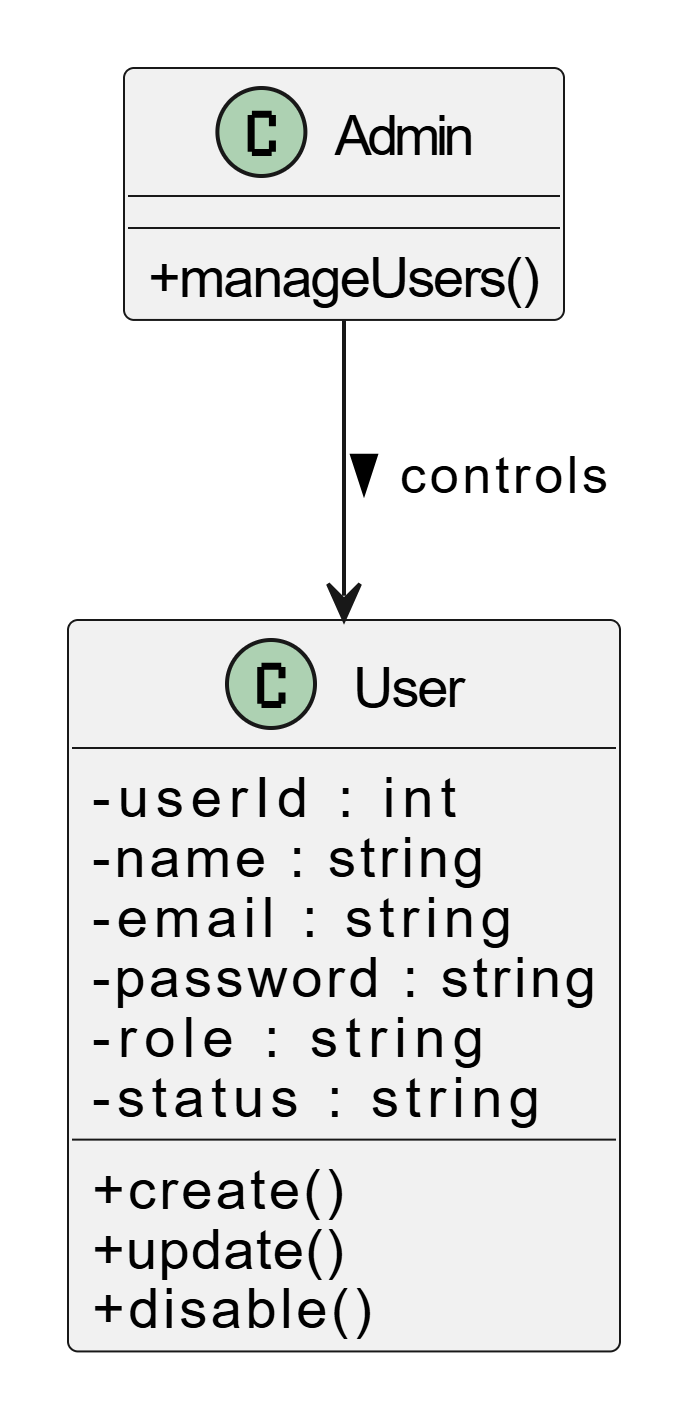 C Admin
+manageUsers()
controls
C User
-userId : int
-name : string
-email : string
-password : string
-role : string
-status : string
+create()
+update()
+disable()